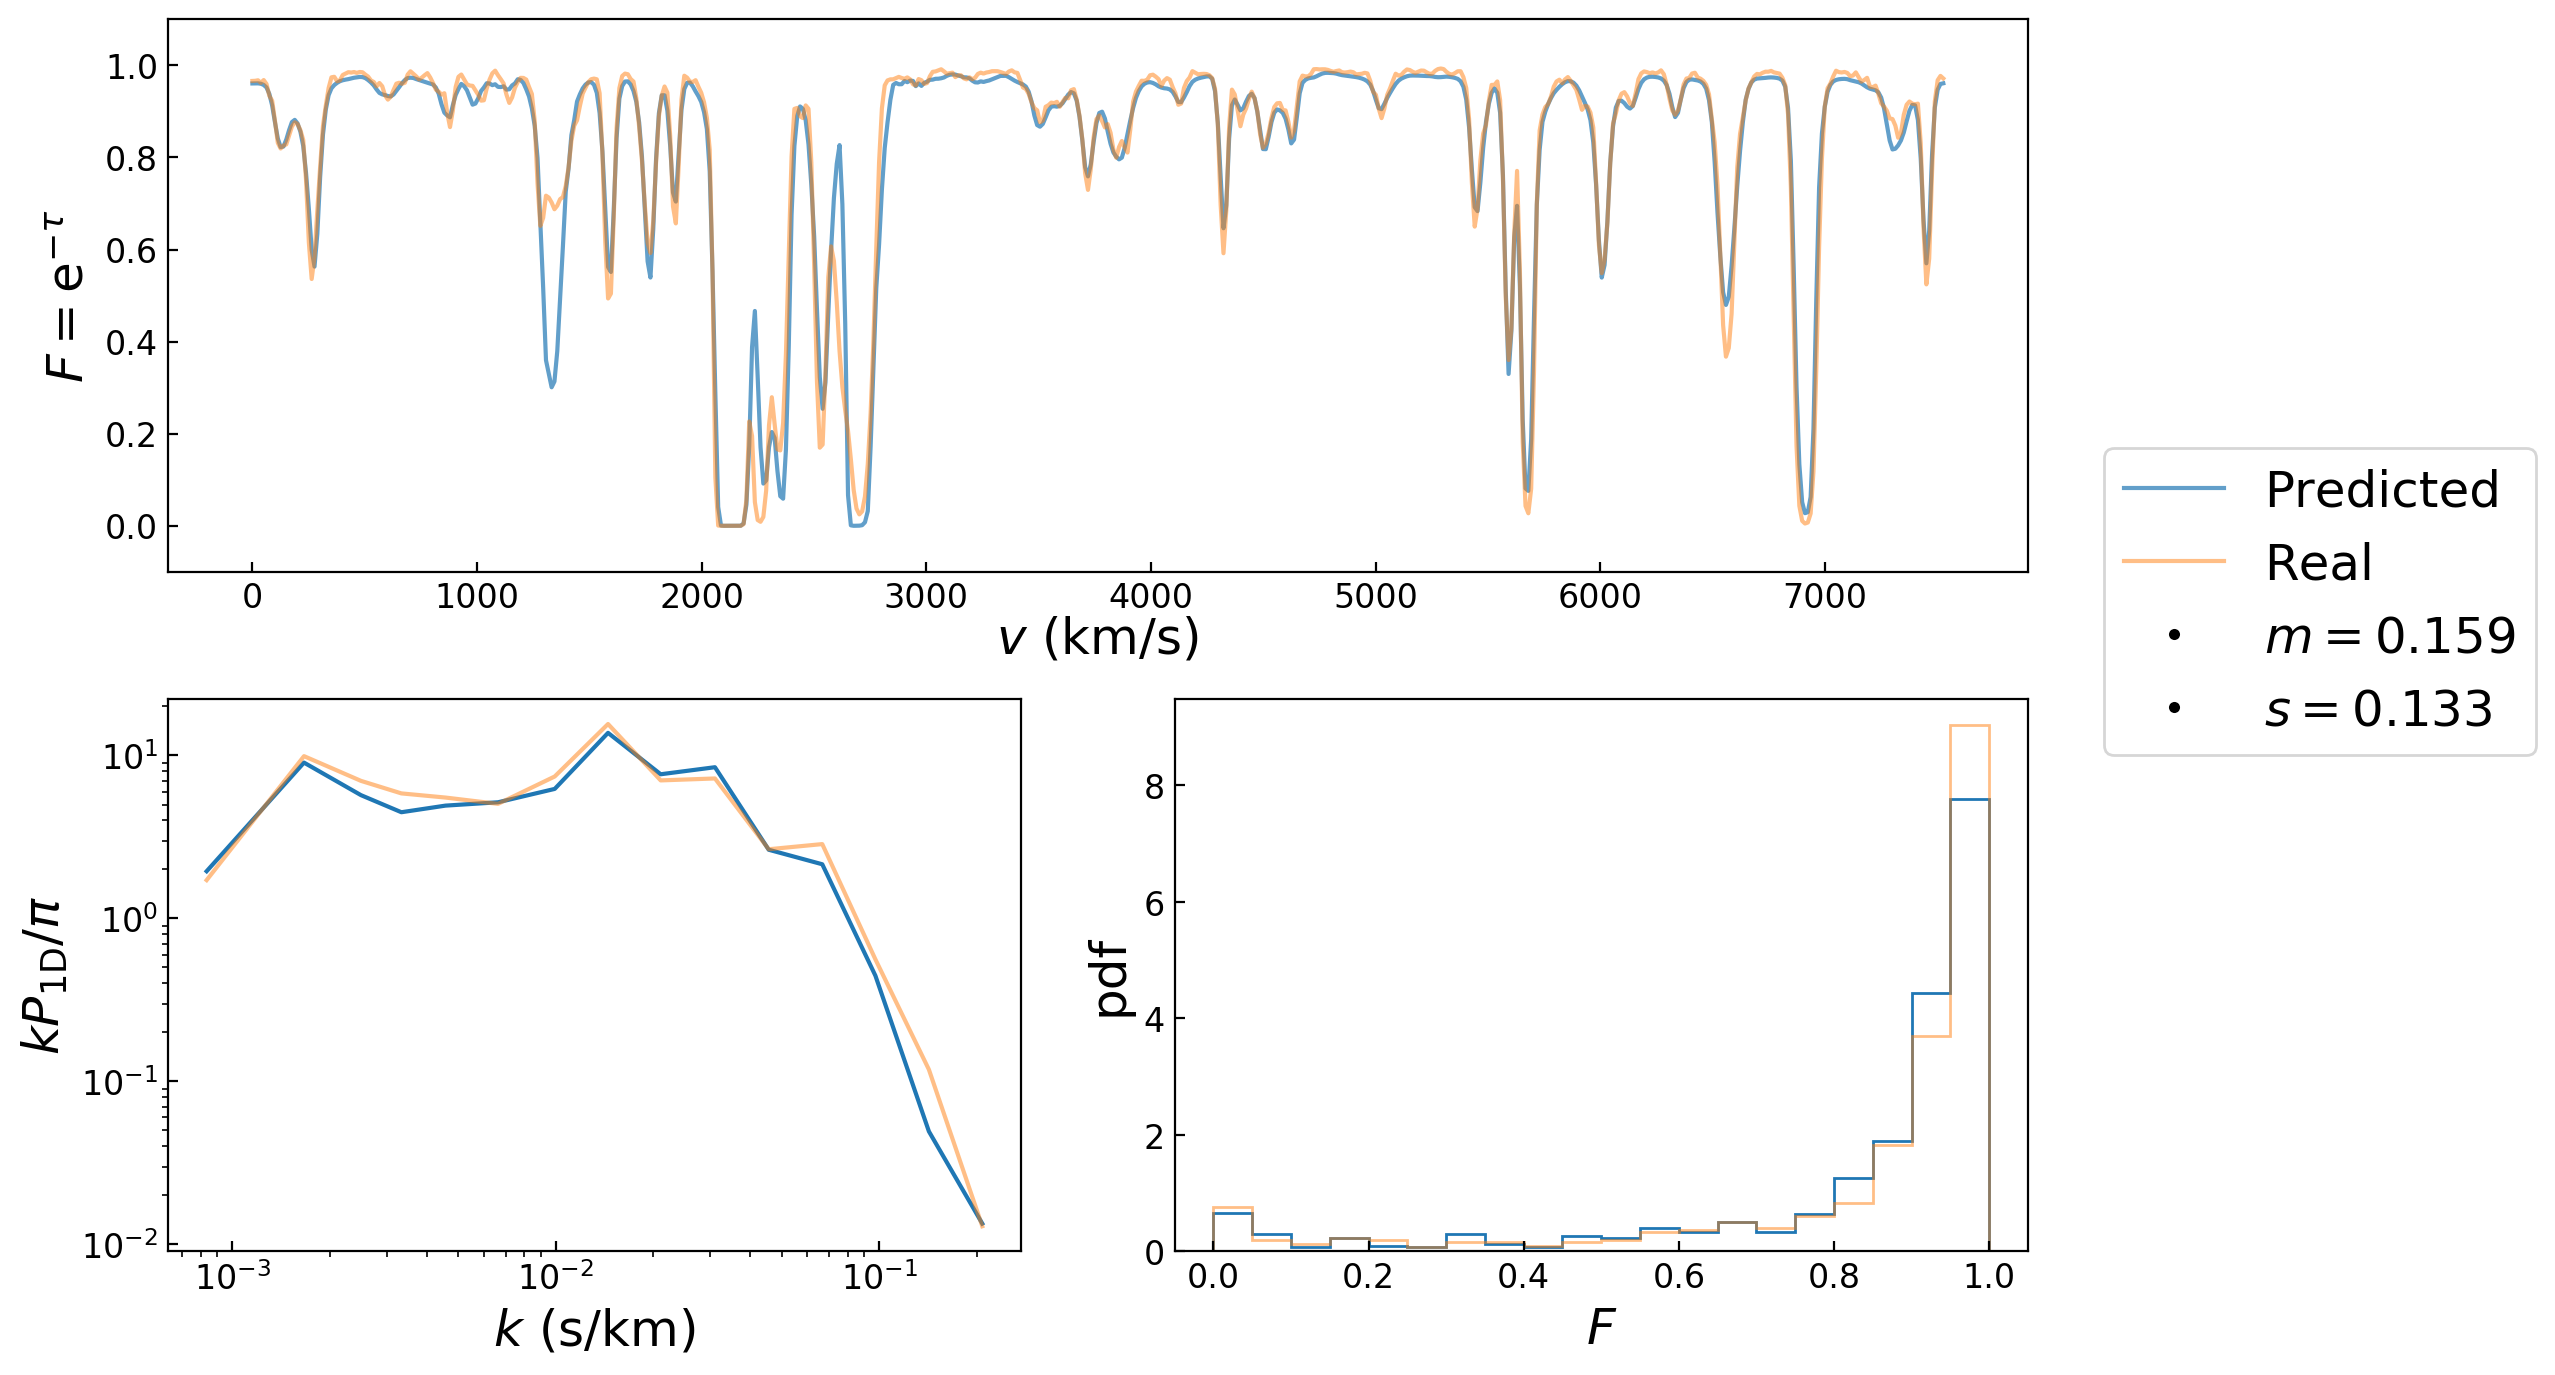 1.0
0.8
0.6
0.4
0.2
0.0
F = e^{-τ}
0 1000 2000 3000 4000 5000 6000 7000
v (km/s)
Predicted
Real
m = 0.159
s = 0.133
10^1
10^0
10^{-1}
10^{-2}
kP_{1D}/π
10^{-3} 10^{-2} 10^{-1}
k (s/km)
8
6
4
2
0
pdf
0.0 0.2 0.4 0.6 0.8 1.0
F